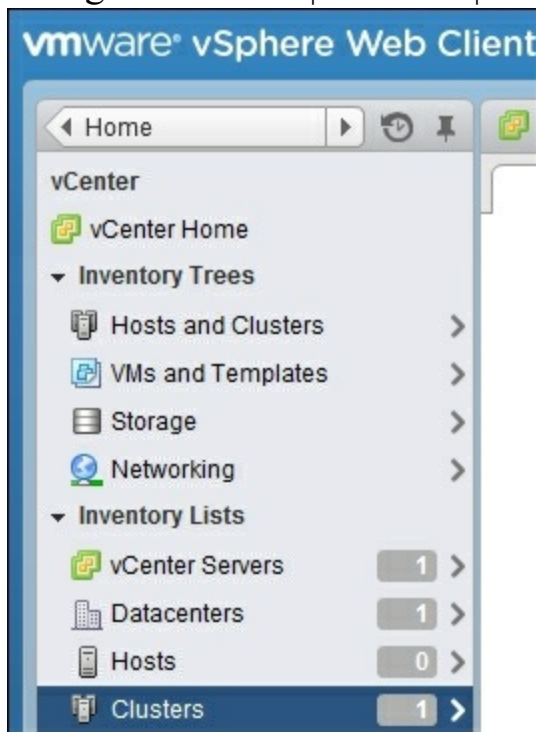 vmware® vSphere Web Client
Home
vCenter
vCenter Home
Inventory Trees
Hosts and Clusters
VMs and Templates
Storage
Networking
Inventory Lists
vCenter Servers 1
Datacenters 1
Hosts 0
Clusters 1